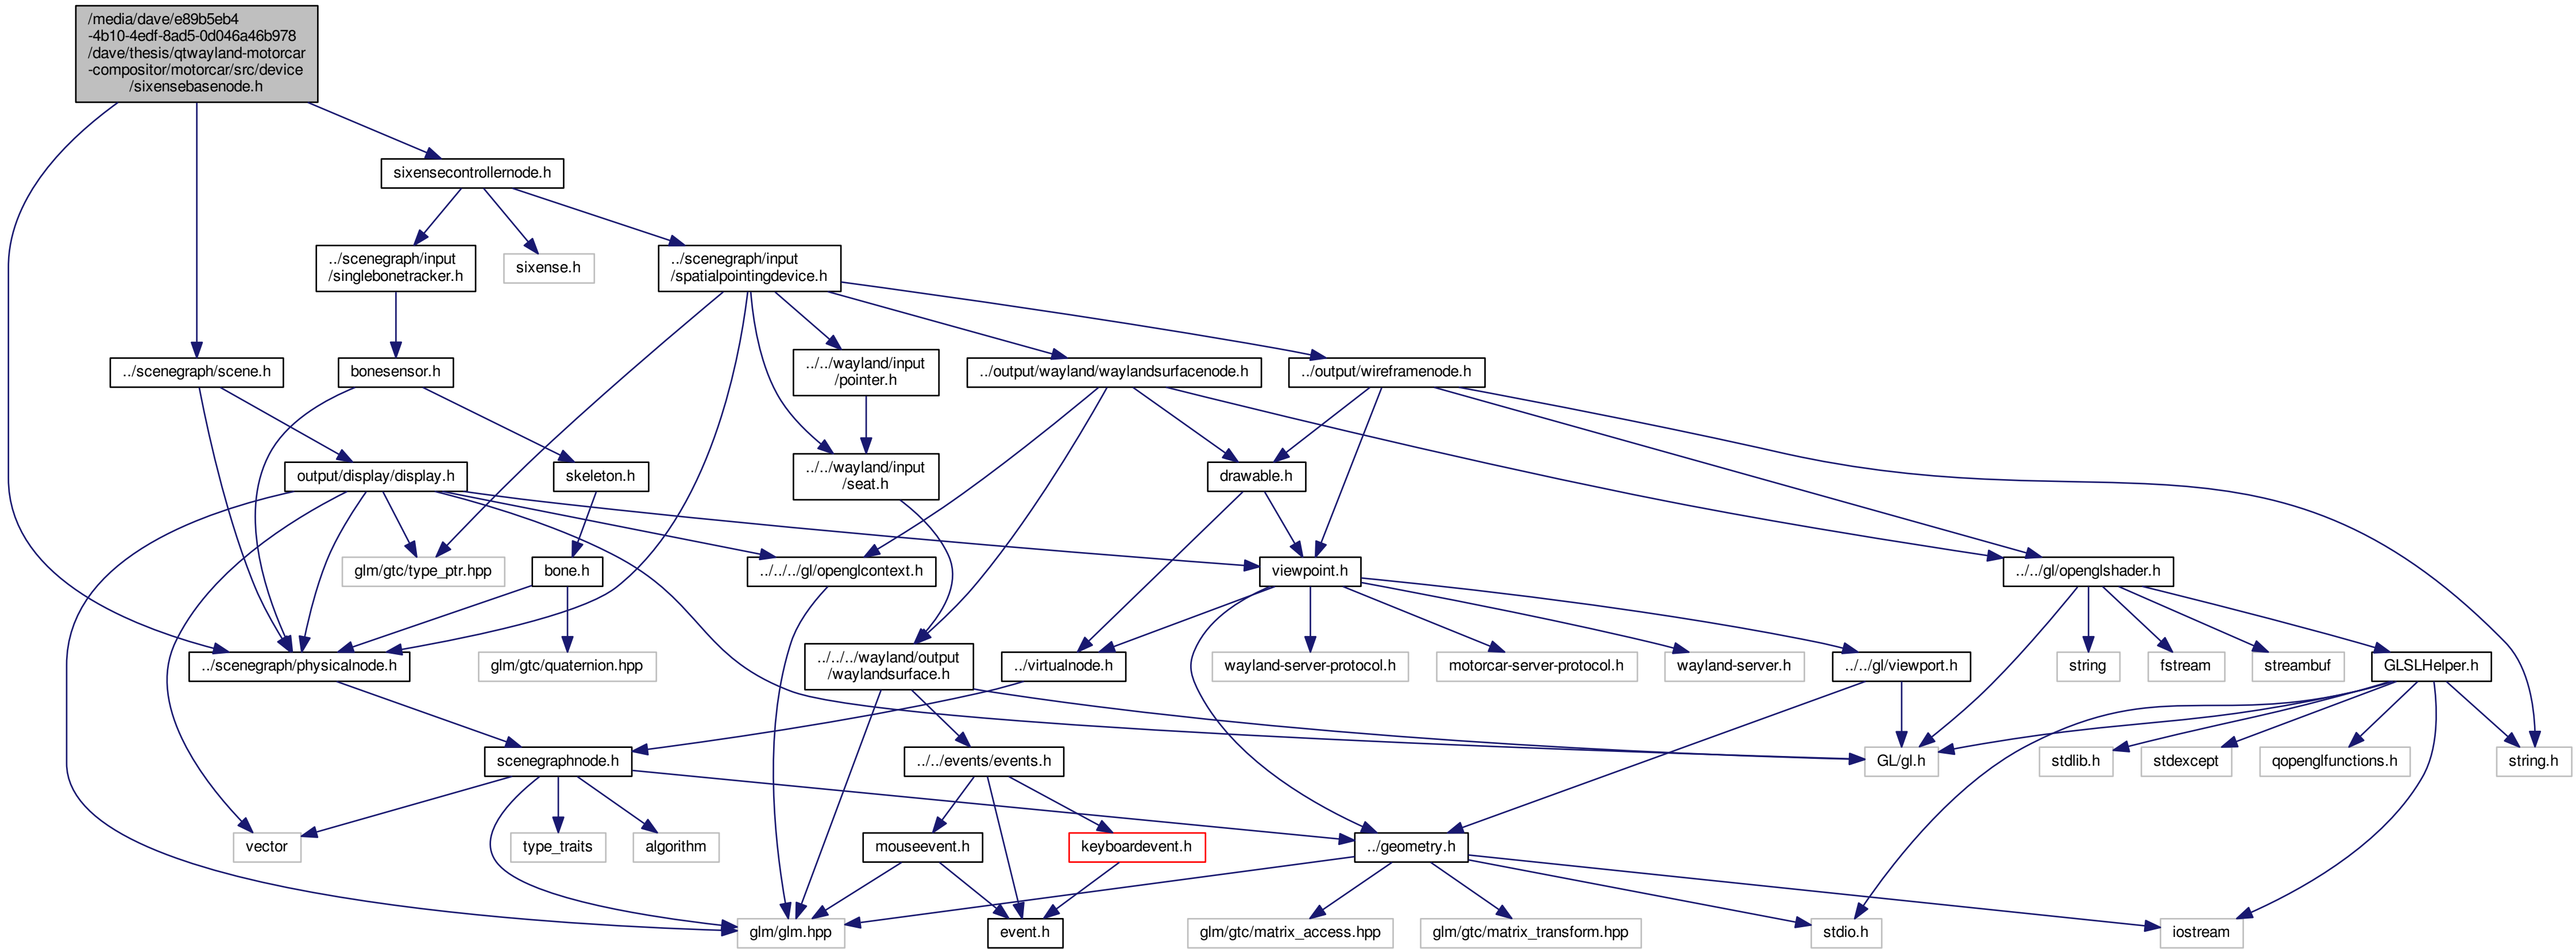 /media/dave/e89b5eb4
-4b10-4edf-8ad5-0d046a46b978
/dave/thesis/qtwayland-motorcar
-compositor/motorcar/src/device
/sixensebasenode.h
sixensecontrollernode.h
../scenegraph/input
/singlebonetracker.h
sixense.h
../scenegraph/input
/spatialpointingdevice.h
../scenegraph/scene.h
bonesensor.h
../../wayland/input
/pointer.h
../output/wayland/waylandsurfacenode.h
../output/wireframenode.h
output/display/display.h
skeleton.h
../../wayland/input
/seat.h
drawable.h
glm/gtc/type_ptr.hpp
bone.h
../../../gl/openglcontext.h
viewpoint.h
../../gl/openglshader.h
../scenegraph/physicalnode.h
glm/gtc/quaternion.hpp
../../../wayland/output
/waylandsurface.h
../virtualnode.h
wayland-server-protocol.h
motorcar-server-protocol.h
wayland-server.h
../../gl/viewport.h
string
fstream
streambuf
GLSLHelper.h
scenegraphnode.h
../../events/events.h
GL/gl.h
stdlib.h
stdexcept
qopenglfunctions.h
string.h
vector
type_traits
algorithm
mouseevent.h
keyboardevent.h
../geometry.h
glm/glm.hpp
event.h
glm/gtc/matrix_access.hpp
glm/gtc/matrix_transform.hpp
stdio.h
iostream